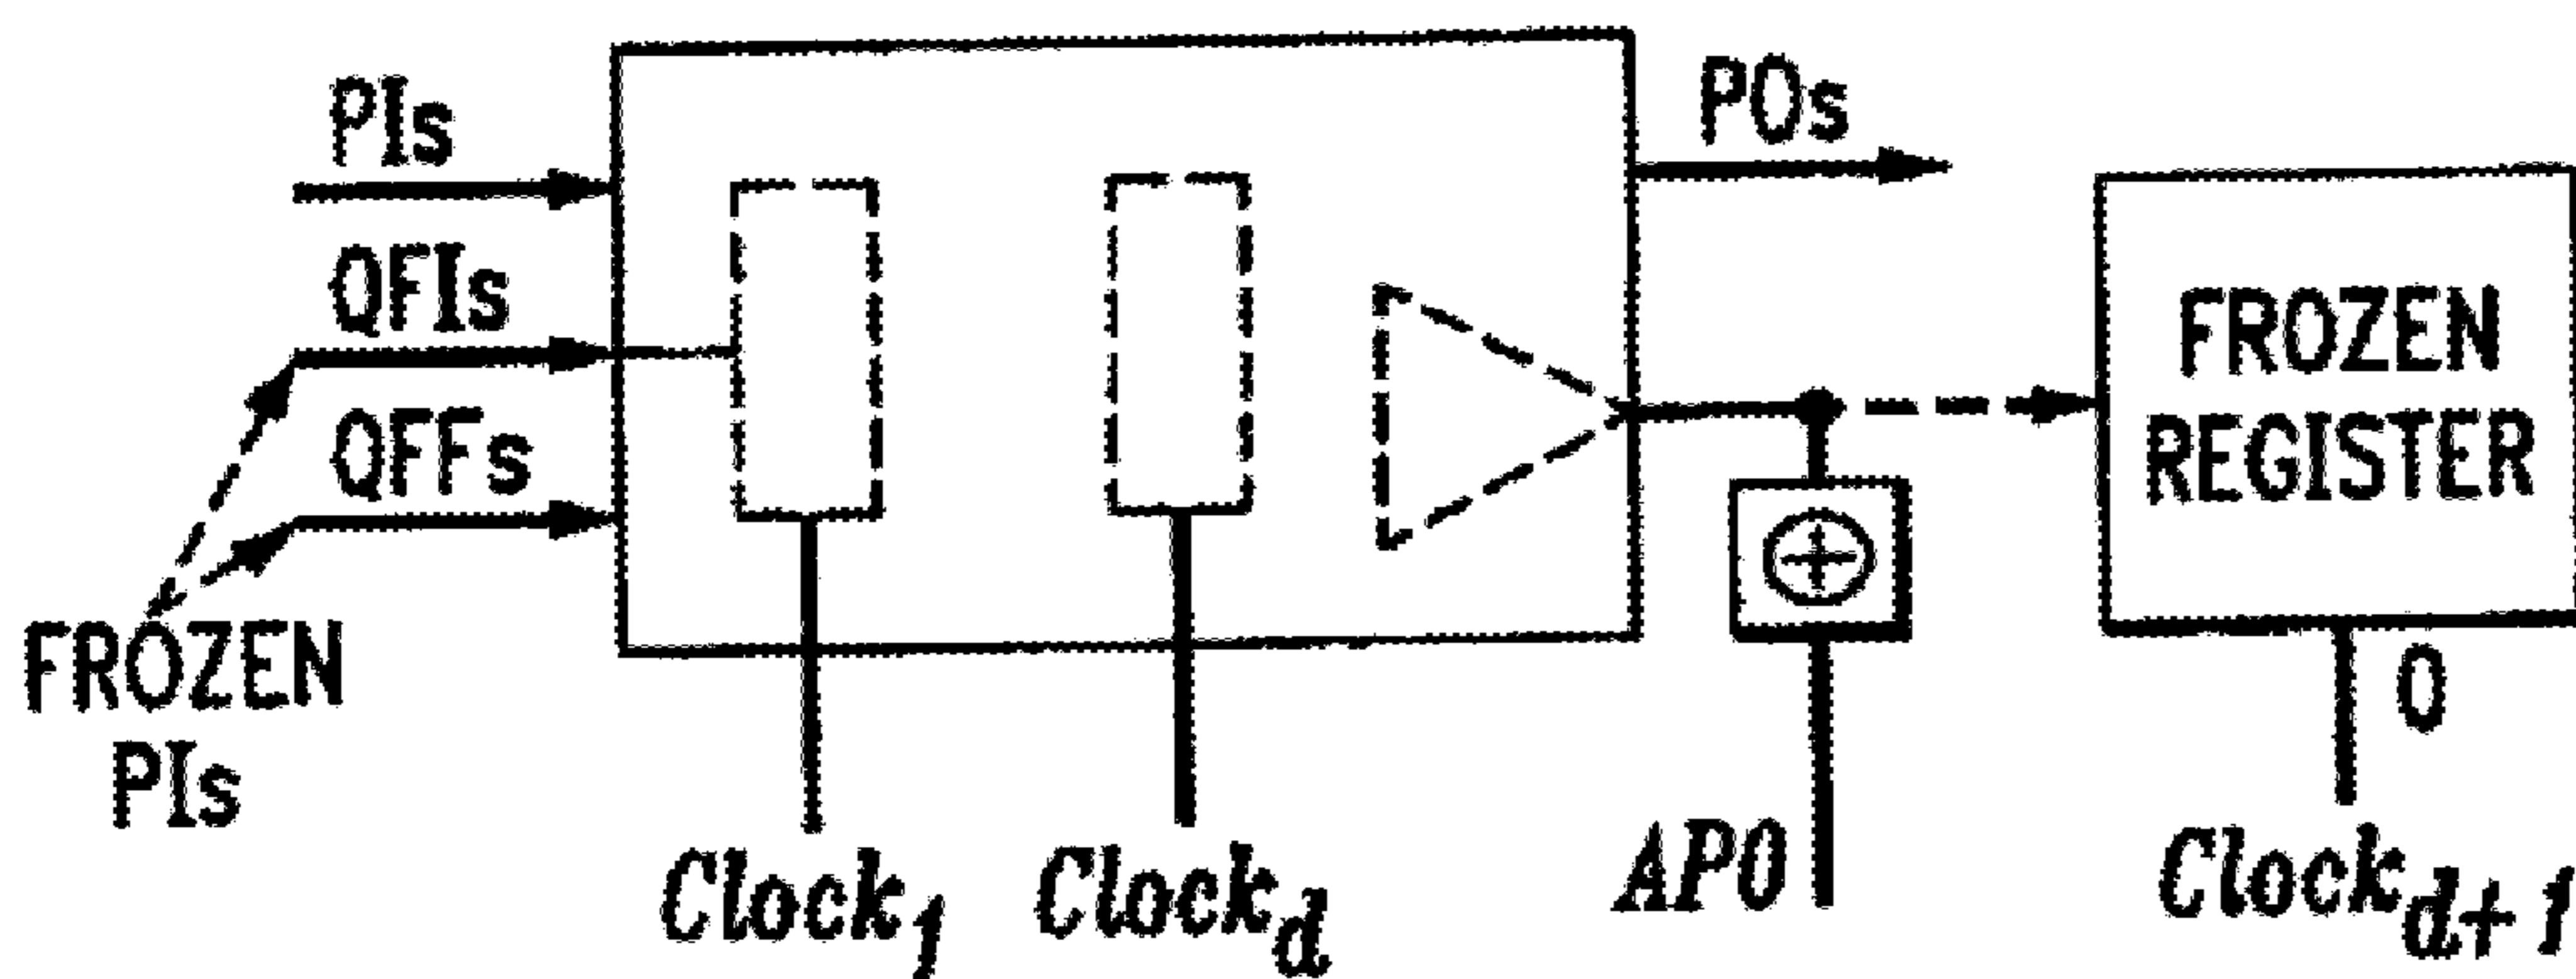 PIs
POs
QFIs
QFFs
FROZEN
PIs
FROZEN
REGISTER
0
Clock1
Clockd
APO
Clockd+1